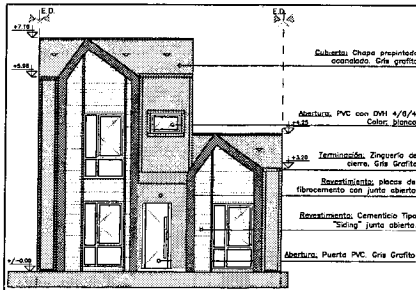 E.D.
E.D.
+7.10
+5.98
Cubierta: Chapa prepintada
acanalada. Gris grafito
Abertura: PVC con DVH 4/6/4
Color: blanco
+4.25
Terminación: Zinguería de
cierre. Gris Grafito
+3.20
Revestimiento: placas de
fibrocemento con junta abierta
Revestimiento: Cementicio Tipo
"Siding" junta abierta
Abertura: Puerta PVC. Gris Grafito
+/-0.00